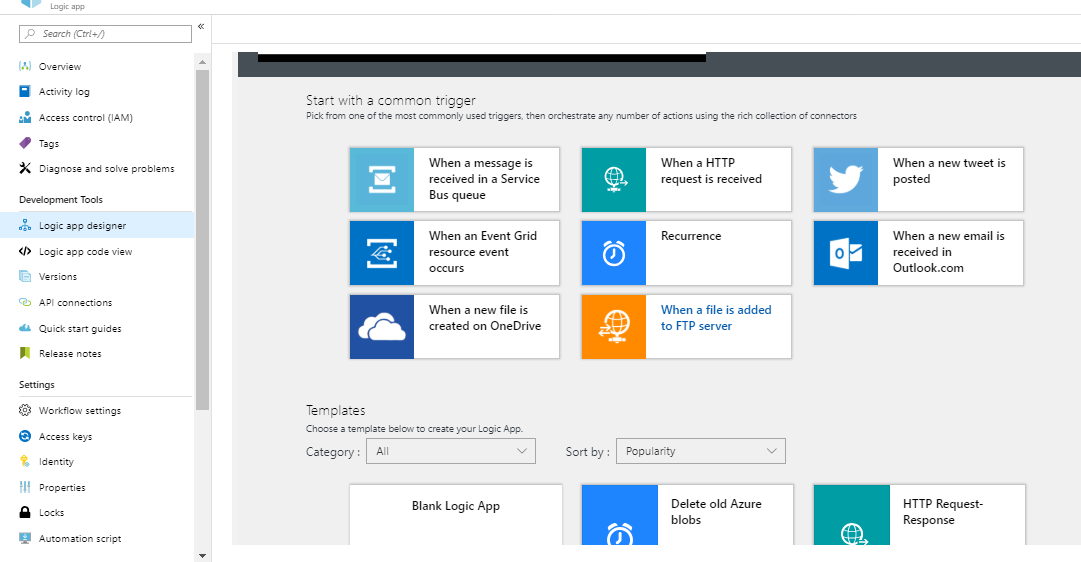 Logic app
Search (Ctrl+/)
«
Overview
Activity log
Access control (IAM)
Tags
Diagnose and solve problems
Development Tools
Logic app designer
Logic app code view
Versions
API connections
Quick start guides
Release notes
Settings
Workflow settings
Access keys
Identity
Properties
Locks
Automation script
Start with a common trigger
Pick from one of the most commonly used triggers, then orchestrate any number of actions using the rich collection of connectors
When a message is
received in a Service
Bus queue
When a HTTP
request is received
When a new tweet is
posted
When an Event Grid
resource event
occurs
Recurrence
When a new email is
received in
Outlook.com
When a new file is
created on OneDrive
When a file is added
to FTP server
Templates
Choose a template below to create your Logic App.
Category : All
Sort by : Popularity
Blank Logic App
Delete old Azure
blobs
HTTP Request-
Response